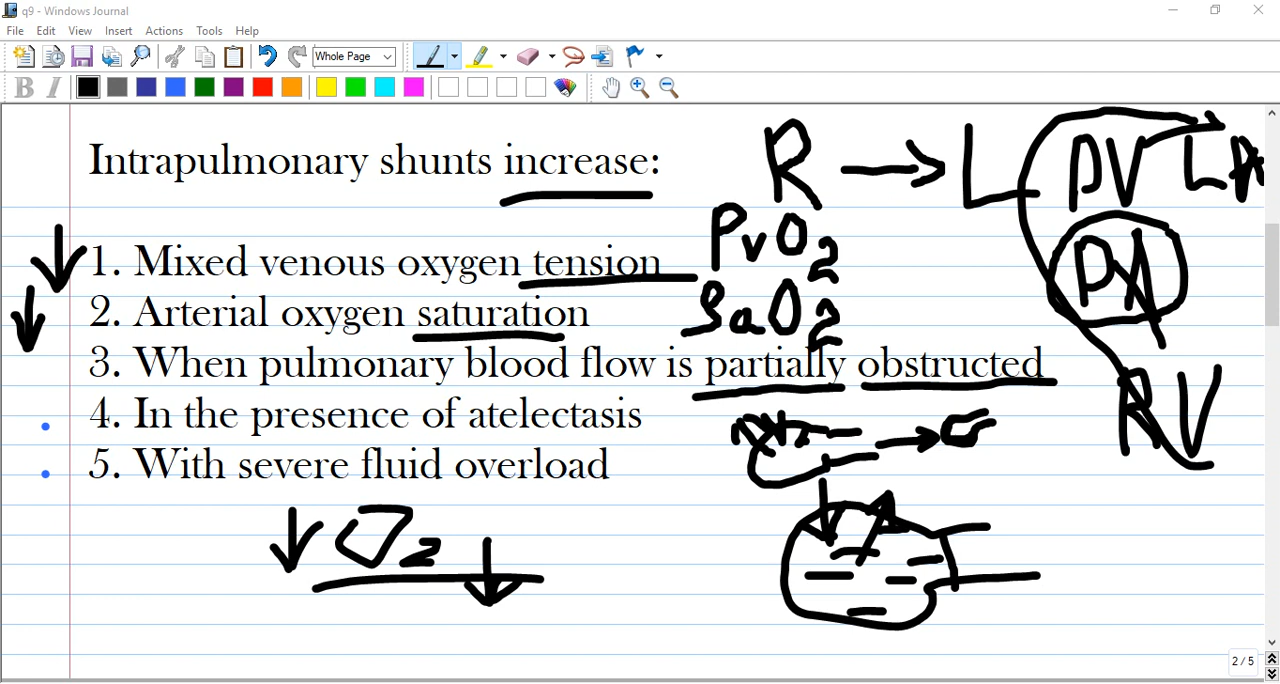 q9 - Windows Journal
File Edit View Insert Actions Tools Help
Whole Page
B I
Intrapulmonary shunts increase:
R → L
PV
PvO2
1. Mixed venous oxygen tension
PA
SaO2
2. Arterial oxygen saturation
3. When pulmonary blood flow is partially obstructed
RV
4. In the presence of atelectasis
5. With severe fluid overload
↓ O2 ↓
2 / 5